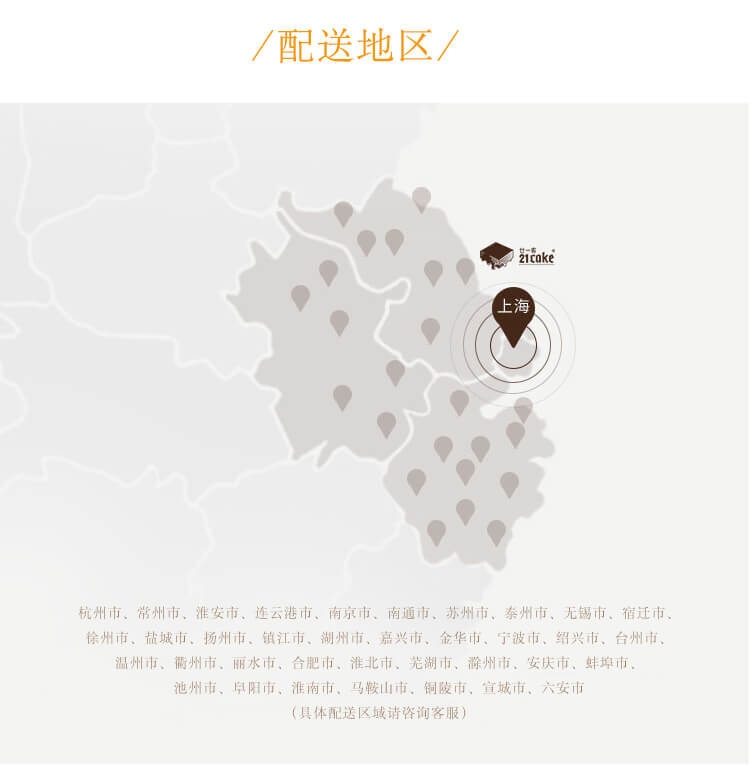 /配送地区/
廿一客
21cake
上海
杭州市、常州市、淮安市、连云港市、南京市、南通市、苏州市、泰州市、无锡市、宿迁市、
徐州市、盐城市、扬州市、镇江市、湖州市、嘉兴市、金华市、宁波市、绍兴市、台州市、
温州市、衢州市、丽水市、合肥市、淮北市、芜湖市、滁州市、安庆市、蚌埠市、
池州市、阜阳市、淮南市、马鞍山市、铜陵市、宣城市、六安市
（具体配送区域请咨询客服）